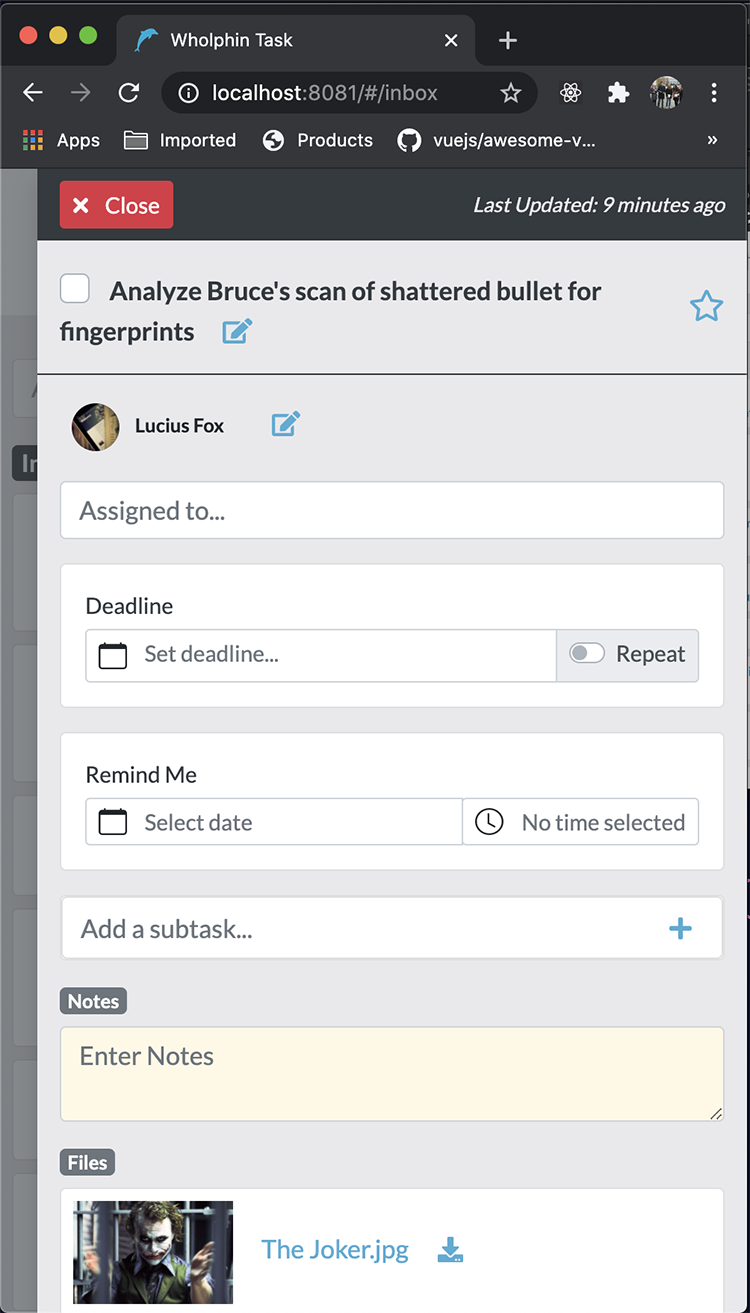 Wholphin Task
localhost:8081/#/inbox
Apps Imported Products vuejs/awesome-v... »
Close Last Updated: 9 minutes ago
Analyze Bruce's scan of shattered bullet for
fingerprints
Lucius Fox
Assigned to...
Deadline
Set deadline... Repeat
Remind Me
Select date No time selected
Add a subtask...
Notes
Enter Notes
Files
The Joker.jpg